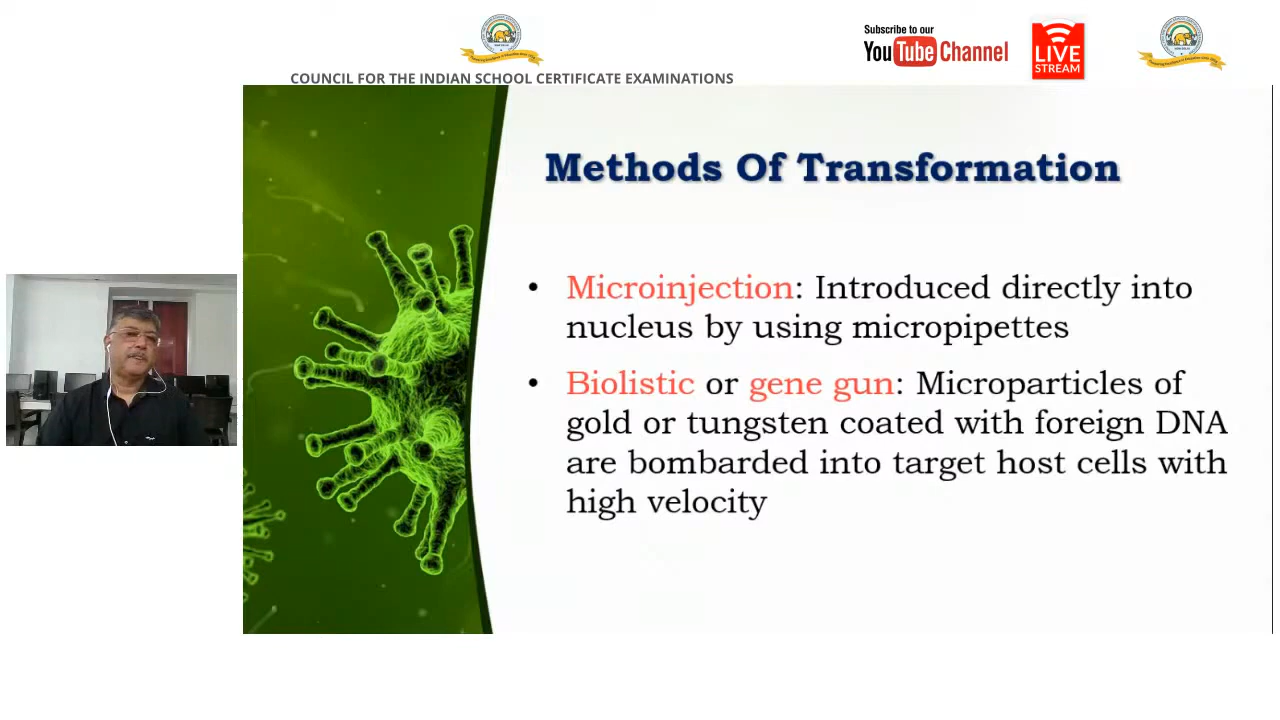 Subscribe to our
YouTube Channel
LIVE
STREAM
COUNCIL FOR THE INDIAN SCHOOL CERTIFICATE EXAMINATIONS
Methods Of Transformation
• Microinjection: Introduced directly into
nucleus by using micropipettes
• Biolistic or gene gun: Microparticles of
gold or tungsten coated with foreign DNA
are bombarded into target host cells with
high velocity